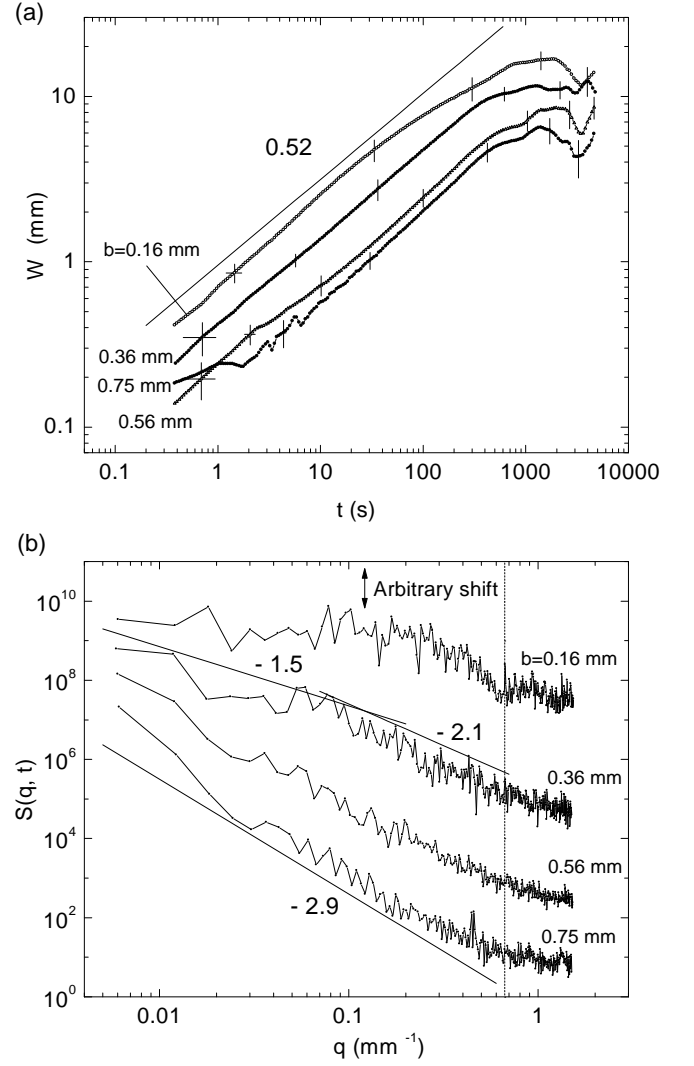 (a)
10
1
0.1
W (mm)
0.52
b=0.16 mm
0.36 mm
0.75 mm
0.56 mm
0.1 1 10 100 1000 10000
t (s)
(b)
Arbitrary shift
10^10
10^8
10^6
10^4
10^2
10^0
S(q, t)
b=0.16 mm
- 1.5
- 2.1
0.36 mm
0.56 mm
- 2.9
0.75 mm
0.01 0.1 1
q (mm^-1)